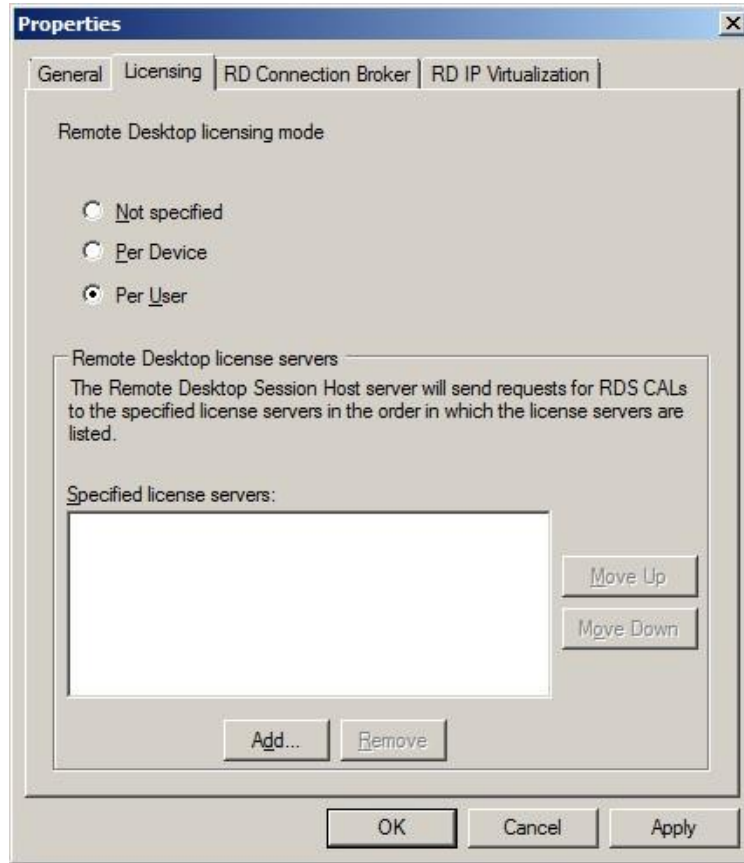 Properties
General
Licensing
RD Connection Broker
RD IP Virtualization
Remote Desktop licensing mode
Not specified
Per Device
Per User
Remote Desktop license servers
The Remote Desktop Session Host server will send requests for RDS CALs
to the specified license servers in the order in which the license servers are
listed.
Specified license servers:
Move Up
Move Down
Add...
Remove
OK
Cancel
Apply